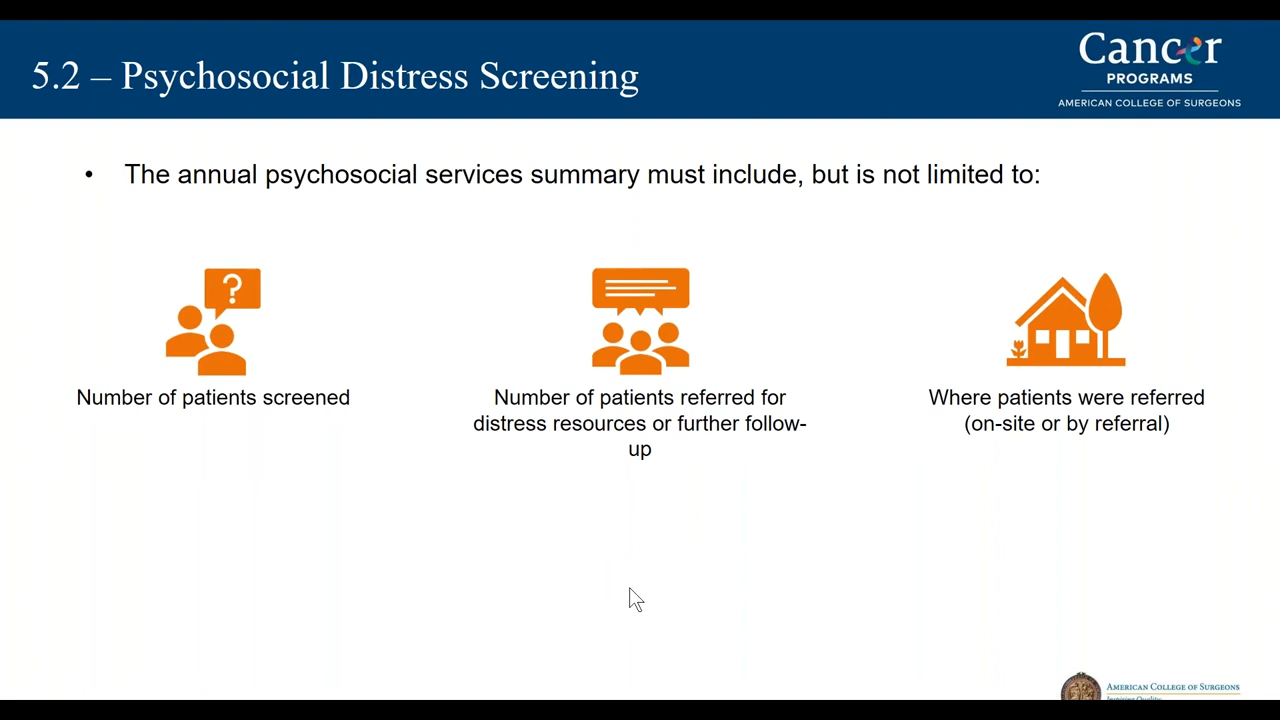 5.2 – Psychosocial Distress Screening
Cancer
PROGRAMS
AMERICAN COLLEGE OF SURGEONS
• The annual psychosocial services summary must include, but is not limited to:
?
Number of patients screened
Number of patients referred for
distress resources or further follow-
up
Where patients were referred
(on-site or by referral)
AMERICAN COLLEGE OF SURGEONS